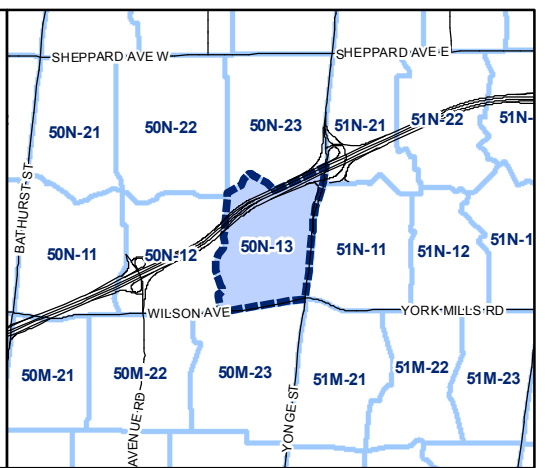 SHEPPARD AVE W
SHEPPARD AVE E
50N-21
50N-22
50N-23
51N-21
51N-22
51N-
BATHURST ST
50N-11
50N-12
50N-13
51N-11
51N-12
51N-1
WILSON AVE
YORK MILLS RD
50M-21
50M-22
50M-23
51M-21
51M-22
51M-23
AVENUE RD
YONGE ST